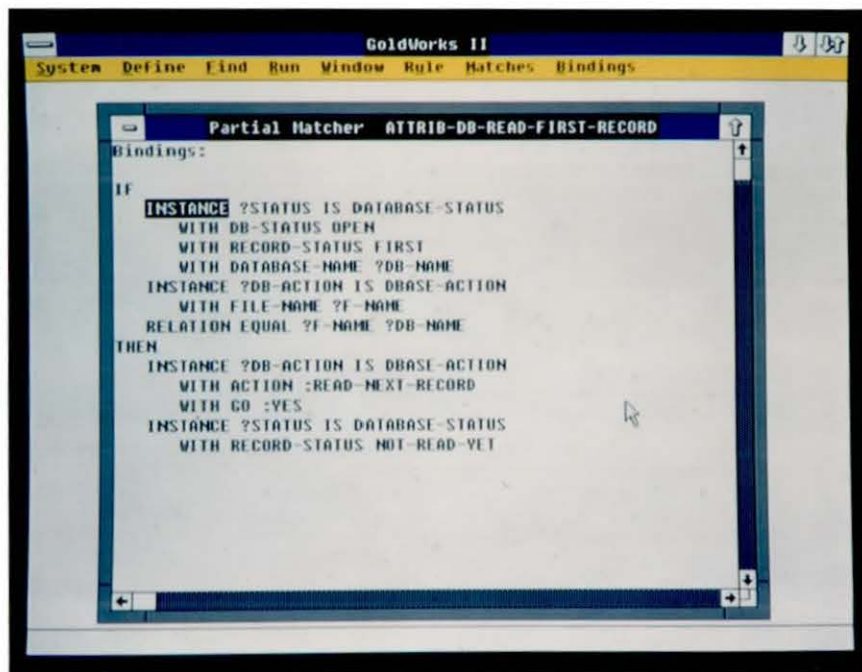 GoldWorks II
System Define Find Run Window Rule Matches Bindings
Partial Matcher ATTRIB-DB-READ-FIRST-RECORD
Bindings:
IF
INSTANCE ?STATUS IS DATABASE-STATUS
WITH DB-STATUS OPEN
WITH RECORD-STATUS FIRST
WITH DATABASE-NAME ?DB-NAME
INSTANCE ?DB-ACTION IS DBASE-ACTION
WITH FILE-NAME ?F-NAME
RELATION EQUAL ?F-NAME ?DB-NAME
THEN
INSTANCE ?DB-ACTION IS DBASE-ACTION
WITH ACTION :READ-NEXT-RECORD
WITH GO :YES
INSTANCE ?STATUS IS DATABASE-STATUS
WITH RECORD-STATUS NOT-READ-YET